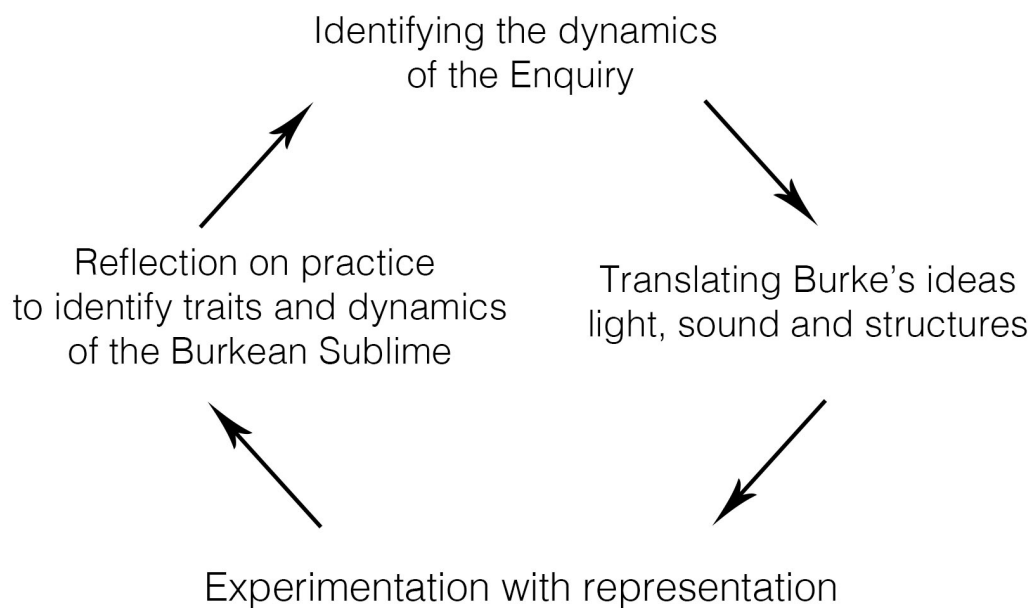 Identifying the dynamics
of the Enquiry
Translating Burke's ideas
light, sound and structures
Experimentation with representation
Reflection on practice
to identify traits and dynamics
of the Burkean Sublime